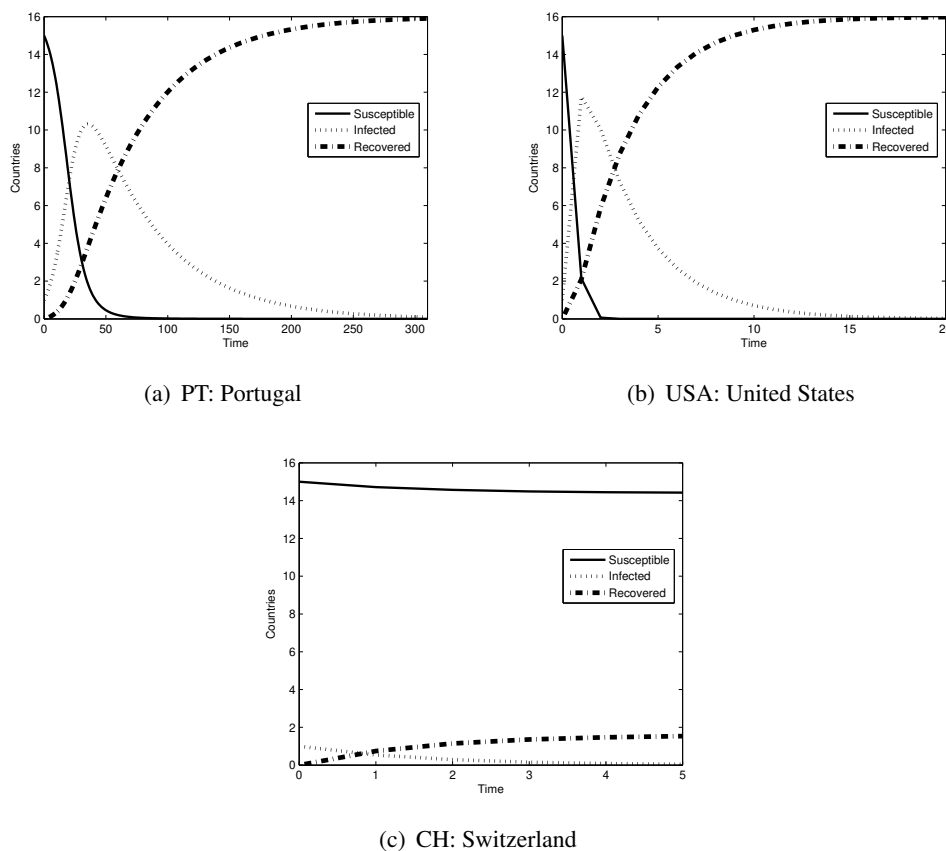 16
14
12
10
8
6
4
2
0
Countries
0 50 100 150 200 250 300
Time
Susceptible
Infected
Recovered
(a) PT: Portugal
16
14
12
10
8
6
4
2
0
Countries
0 5 10 15 20
Time
Susceptible
Infected
Recovered
(b) USA: United States
16
14
12
10
8
6
4
2
0
Countries
0 1 2 3 4 5
Time
Susceptible
Infected
Recovered
(c) CH: Switzerland